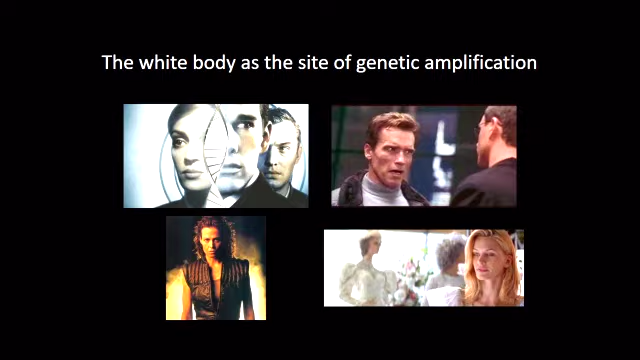 The white body as the site of genetic amplification